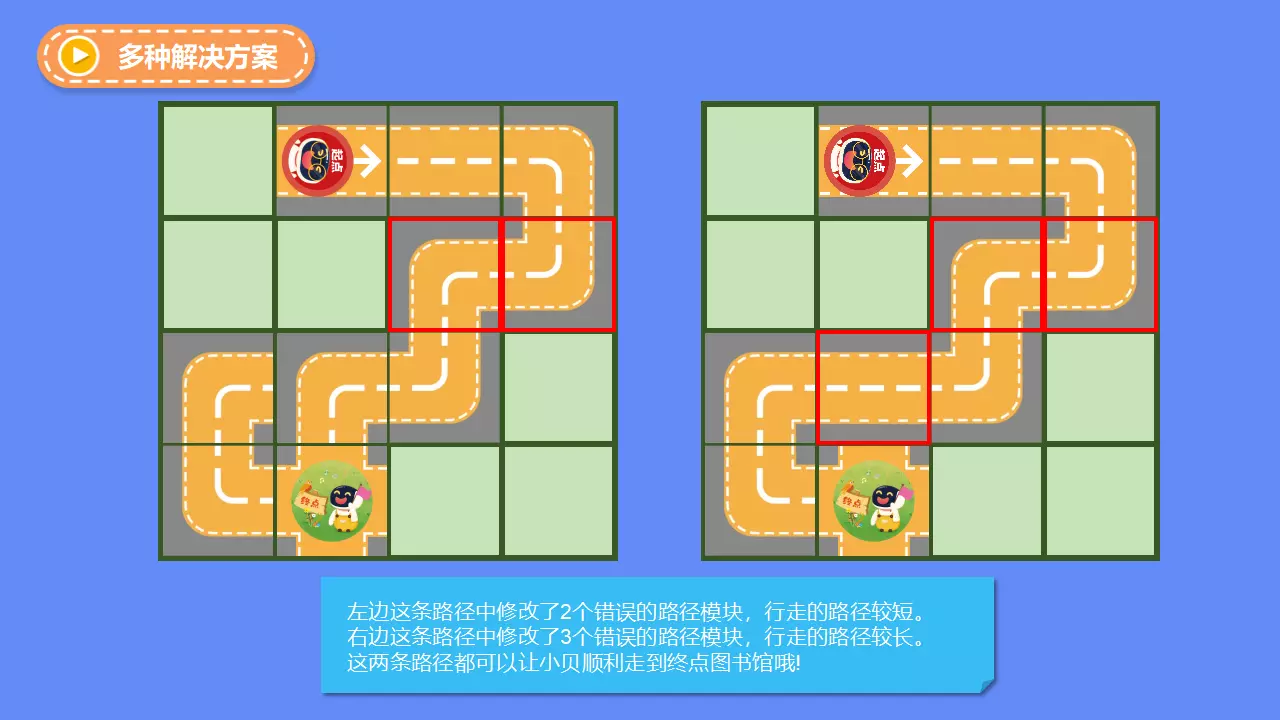 多种解决方案
起点
起点
终点
终点
左边这条路径中修改了2个错误的路径模块，行走的路径较短。
右边这条路径中修改了3个错误的路径模块，行走的路径较长。
这两条路径都可以让小贝顺利走到终点图书馆哦!